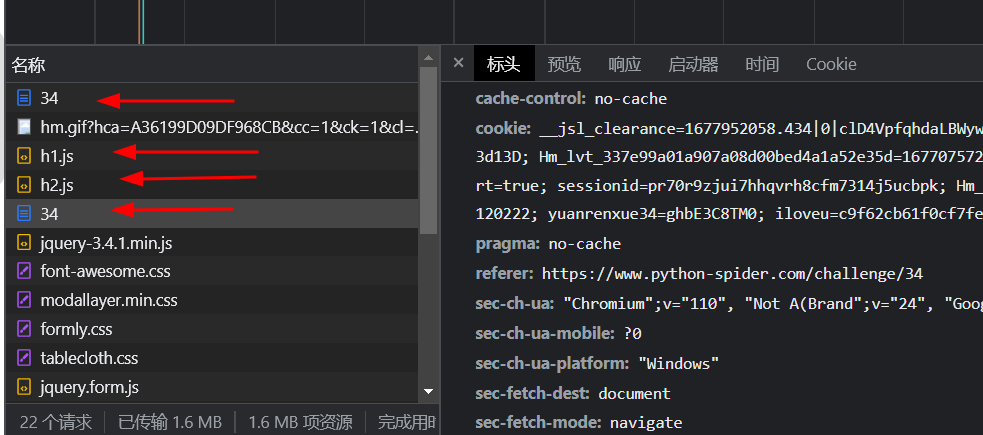 名称
34
hm.gif?hca=A36199D09DF968CB&cc=1&ck=1&cl=...
h1.js
h2.js
34
jquery-3.4.1.min.js
font-awesome.css
modallayer.min.css
formly.css
tablecloth.css
jquery.form.js
22 个请求 已传输 1.6 MB 1.6 MB 项资源 完成用时
× 标头 预览 响应 启动器 时间 Cookie
cache-control: no-cache
cookie: __jsl_clearance=1677952058.434|0|clD4VpfqhdaLBWyw
3d13D; Hm_lvt_337e99a01a907a08d00bed4a1a52e35d=167707572
rt=true; sessionid=pr70r9zjui7hhqvrh8cfm7314j5ucbpk; Hm_
120222; yuanrenxue34=ghbE3C8TM0; iloveu=c9f62cb61f0cf7fe
pragma: no-cache
referer: https://www.python-spider.com/challenge/34
sec-ch-ua: "Chromium";v="110", "Not A(Brand";v="24", "Goog
sec-ch-ua-mobile: ?0
sec-ch-ua-platform: "Windows"
sec-fetch-dest: document
sec-fetch-mode: navigate